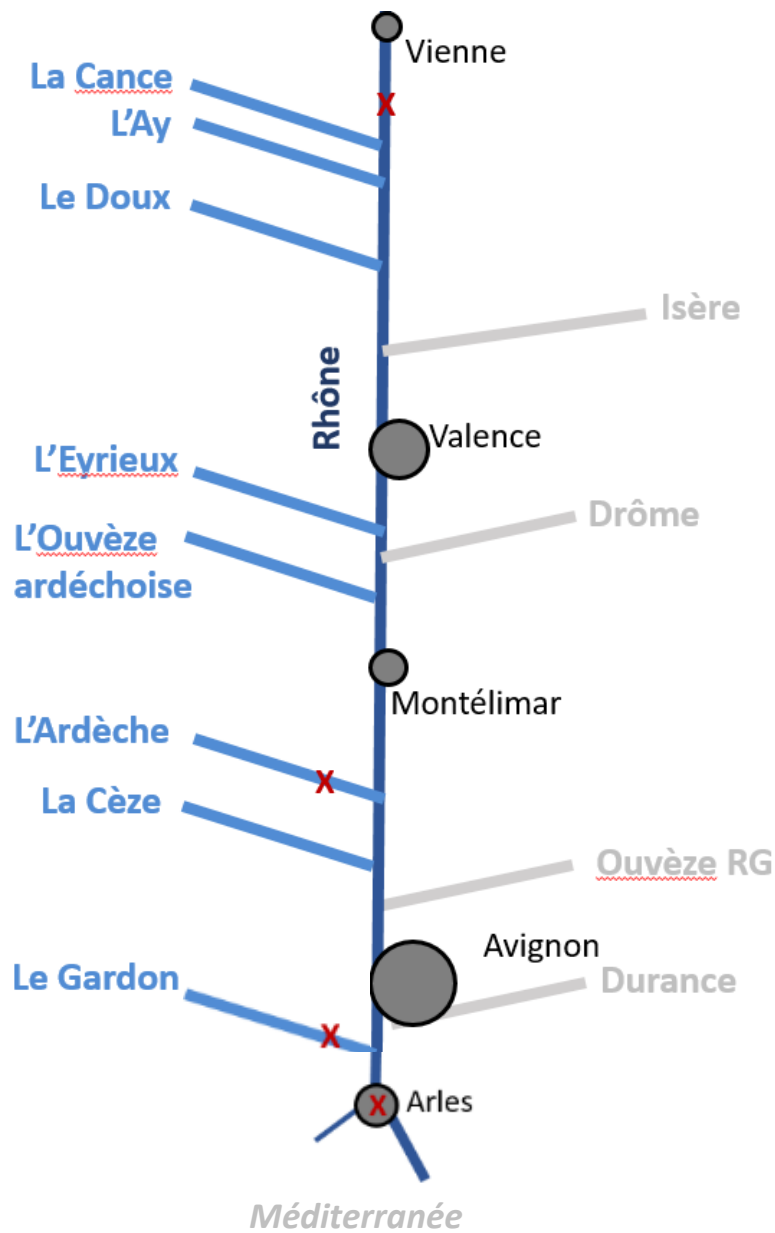 Vienne
La Cance
X
L'Ay
Le Doux
Isère
Rhône
Valence
L'Eyrieux
Drôme
L'Ouvèze
ardéchoise
Montélimar
L'Ardèche
X
La Cèze
Ouvèze RG
Avignon
Le Gardon
Durance
X
Arles
X
Méditerranée